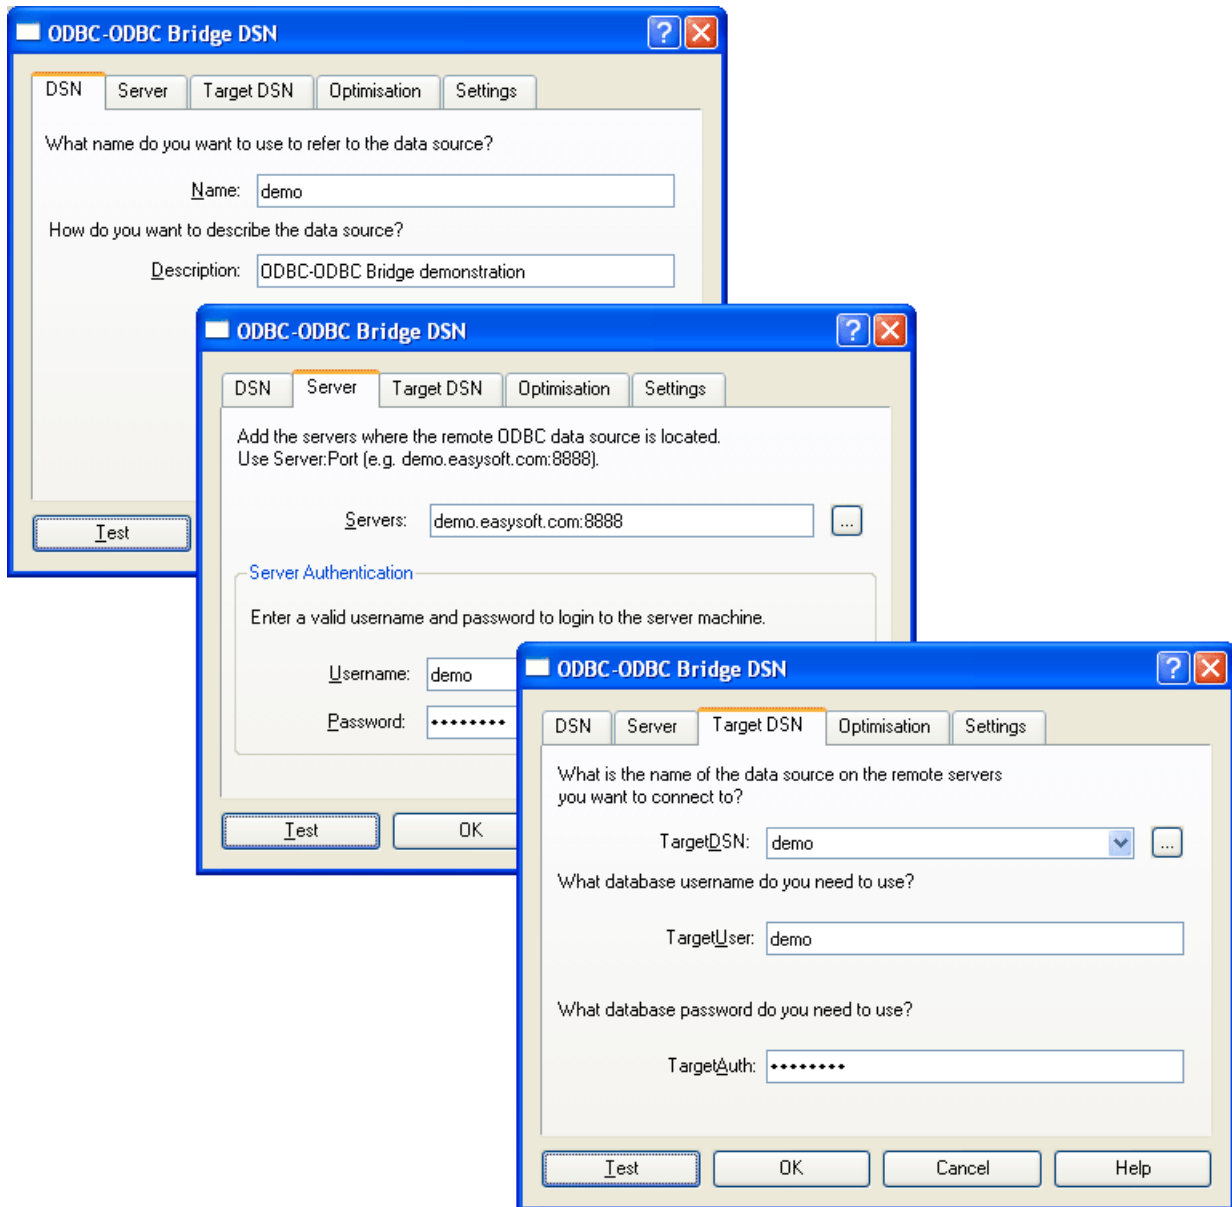 ODBC-ODBC Bridge DSN
DSN Server Target DSN Optimisation Settings
What name do you want to use to refer to the data source?
Name: demo
How do you want to describe the data source?
Description: ODBC-ODBC Bridge demonstration
Test
ODBC-ODBC Bridge DSN
DSN Server Target DSN Optimisation Settings
Add the servers where the remote ODBC data source is located.
Use Server:Port (e.g. demo.easysoft.com:8888).
Servers: demo.easysoft.com:8888 ...
Server Authentication
Enter a valid username and password to login to the server machine.
Username: demo
Password: ••••••••
Test OK
ODBC-ODBC Bridge DSN
DSN Server Target DSN Optimisation Settings
What is the name of the data source on the remote servers
you want to connect to?
TargetDSN: demo ...
What database username do you need to use?
TargetUser: demo
What database password do you need to use?
TargetAuth: ••••••••
Test OK Cancel Help